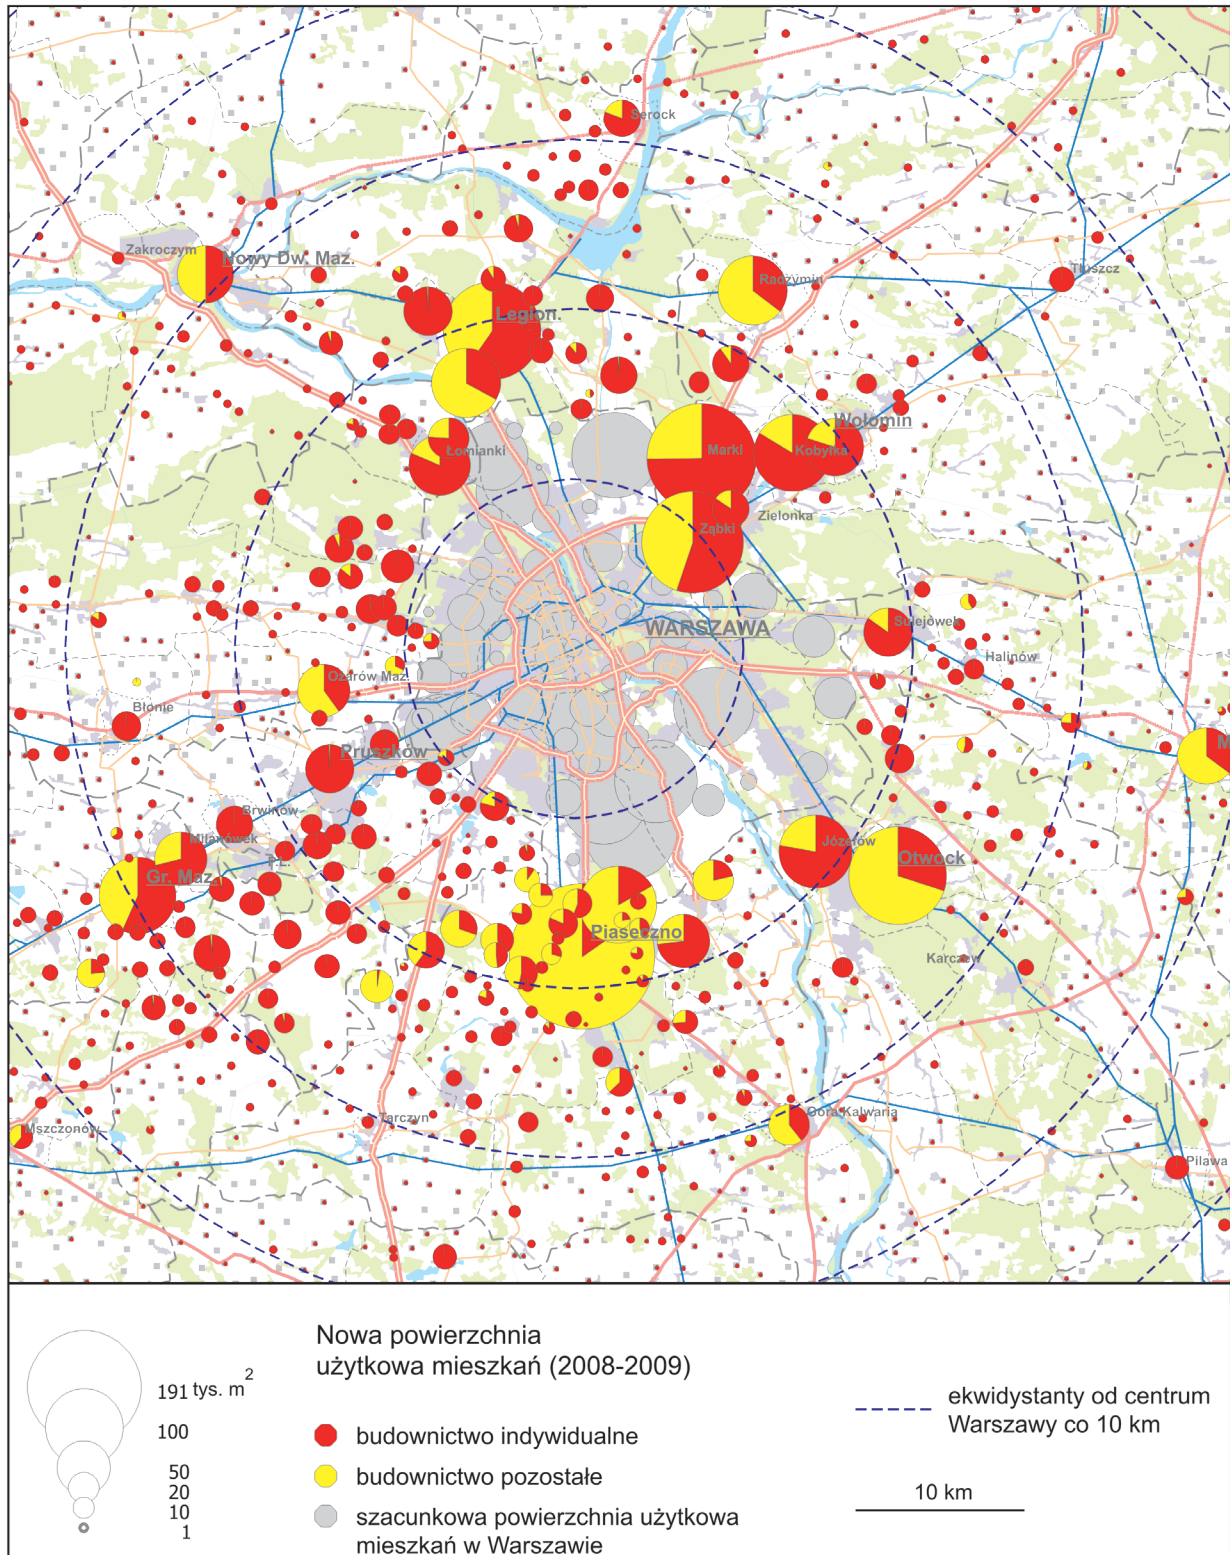 Serock
Zakroczym
Nowy Dw. Maz.
Radzymin
Tłuszcz
Legion.
Wołomin
Marki
Kobyłka
Łomianki
Zielonka
Ząbki
WARSZAWA
Sulejówek
Halinów
Ożarów Maz.
Błonie
Pruszków
M
Brwinów
Milanówek
P.L.
Józefów
Otwock
Gr. Maz.
Piaseczno
Karczew
Mszczonów
Tarczyn
Góra Kalwaria
Pilawa
Nowa powierzchnia
użytkowa mieszkań (2008-2009)
191 tys. m2
100
50
20
10
1
budownictwo indywidualne
budownictwo pozostałe
szacunkowa powierzchnia użytkowa
mieszkań w Warszawie
ekwidystanty od centrum
Warszawy co 10 km
10 km